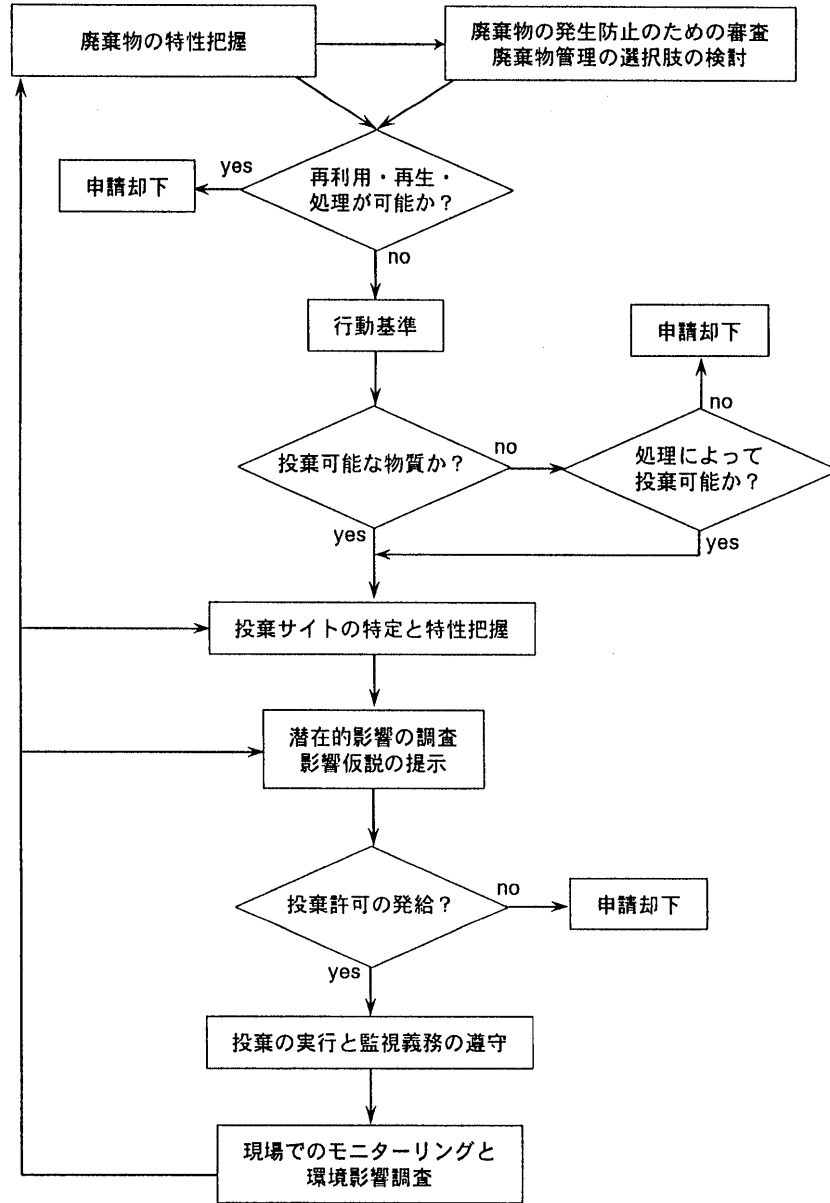 廃棄物の特性把握
廃棄物の発生防止のための審査
廃棄物管理の選択肢の検討
yes
申請却下
再利用・再生・
処理が可能か?
no
行動基準
申請却下
no
投棄可能な物質か?
no
処理によって
投棄可能か?
yes
yes
投棄サイトの特定と特性把握
潜在的影響の調査
影響仮説の提示
投棄許可の発給?
no
申請却下
yes
投棄の実行と監視義務の遵守
現場でのモニターリングと
環境影響調査